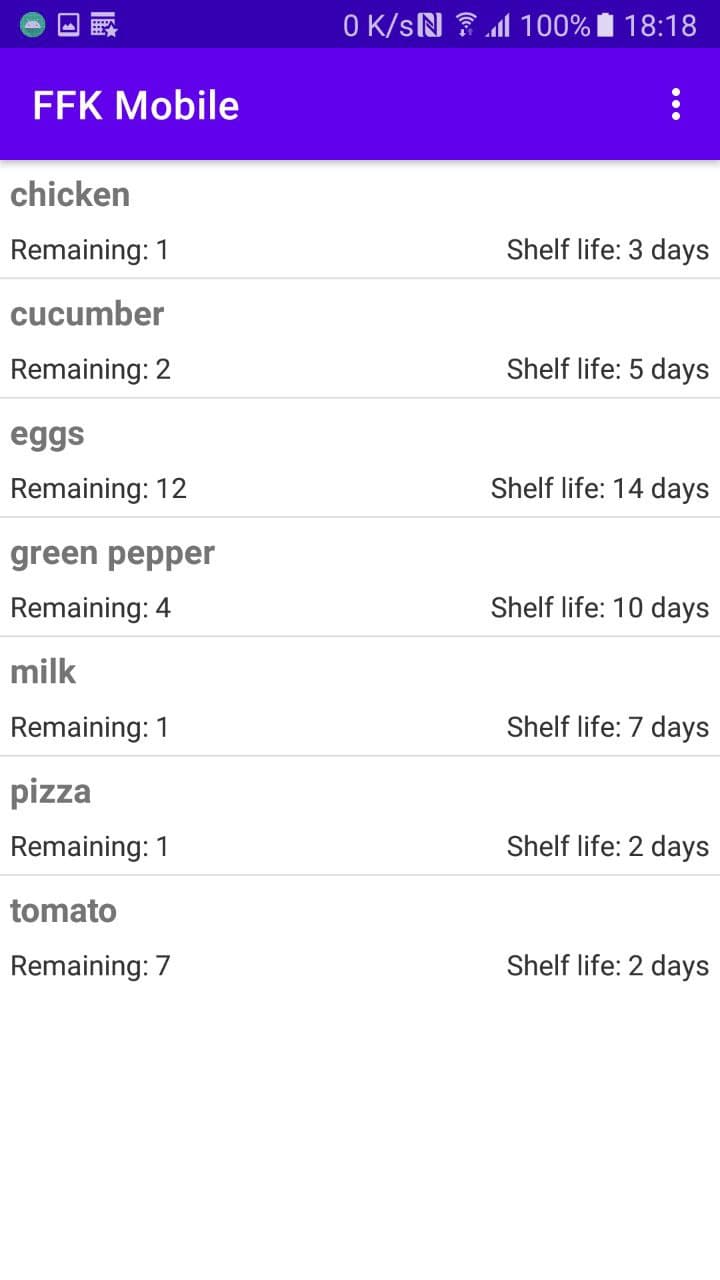 0 K/s 100% 18:18
FFK Mobile
chicken
Remaining: 1 Shelf life: 3 days
cucumber
Remaining: 2 Shelf life: 5 days
eggs
Remaining: 12 Shelf life: 14 days
green pepper
Remaining: 4 Shelf life: 10 days
milk
Remaining: 1 Shelf life: 7 days
pizza
Remaining: 1 Shelf life: 2 days
tomato
Remaining: 7 Shelf life: 2 days